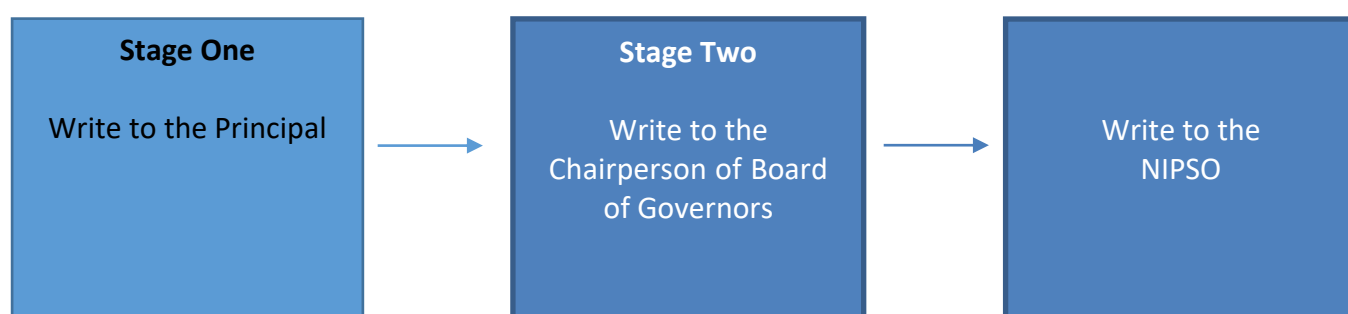 Stage One
Write to the Principal
Stage Two
Write to the
Chairperson of Board
of Governors
Write to the
NIPSO